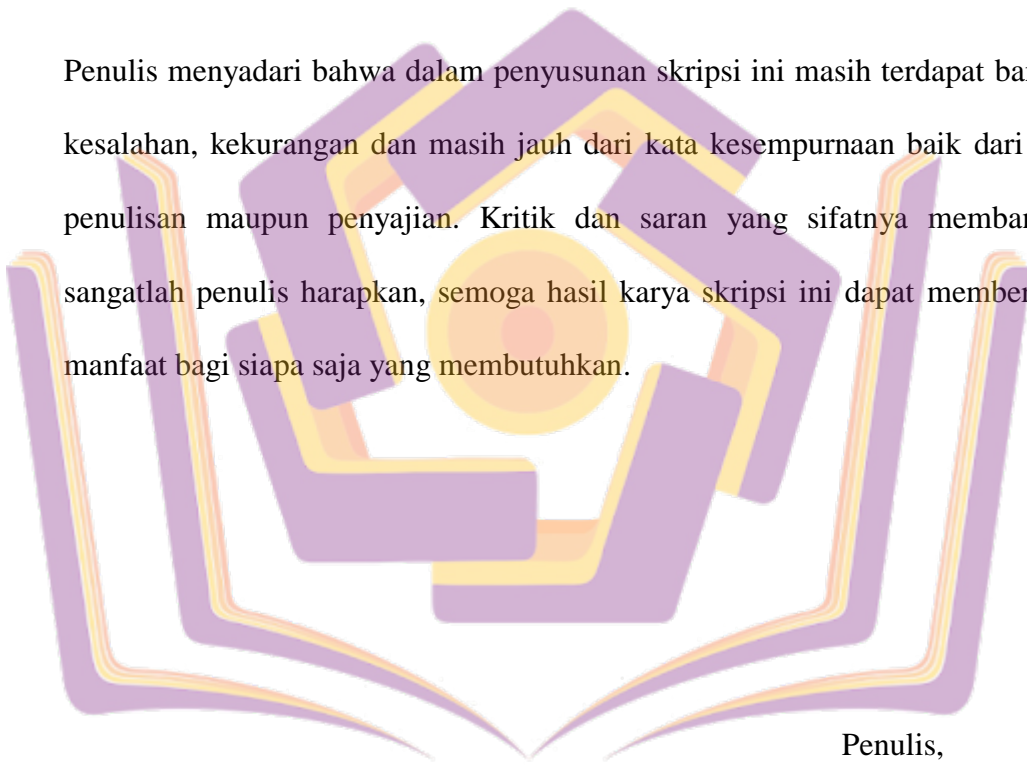 Penulis menyadari bahwa dalam penyusunan skripsi ini masih terdapat
kesalahan, kekurangan dan masih jauh dari kata kesempurnaan baik dari
penulisan maupun penyajian. Kritik dan saran yang sifatnya
sangatlah penulis harapkan, semoga hasil karya skripsi ini dapat
manfaat bagi siapa saja yang membutuhkan.
Penulis,